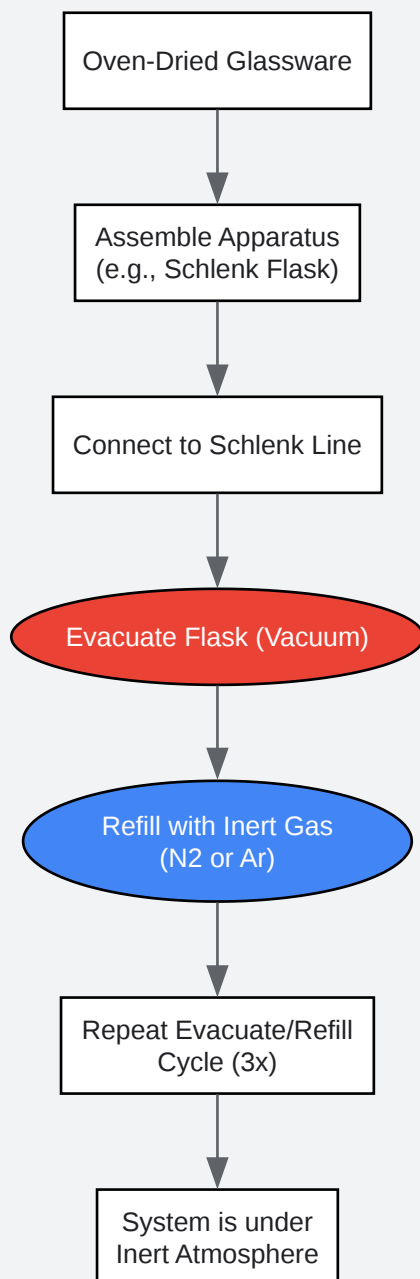 Oven-Dried Glassware
Assemble Apparatus
(e.g., Schlenk Flask)
Connect to Schlenk Line
Evacuate Flask (Vacuum)
Refill with Inert Gas
(N2 or Ar)
Repeat Evacuate/Refill
Cycle (3x)
System is under
Inert Atmosphere